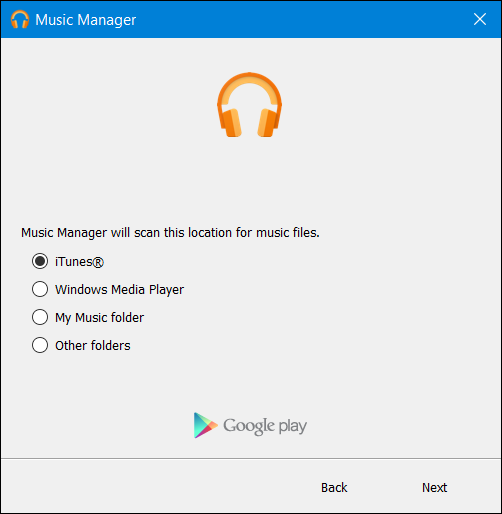 Music Manager
Music Manager will scan this location for music files.
iTunes®
Windows Media Player
My Music folder
Other folders
Google play
Back Next